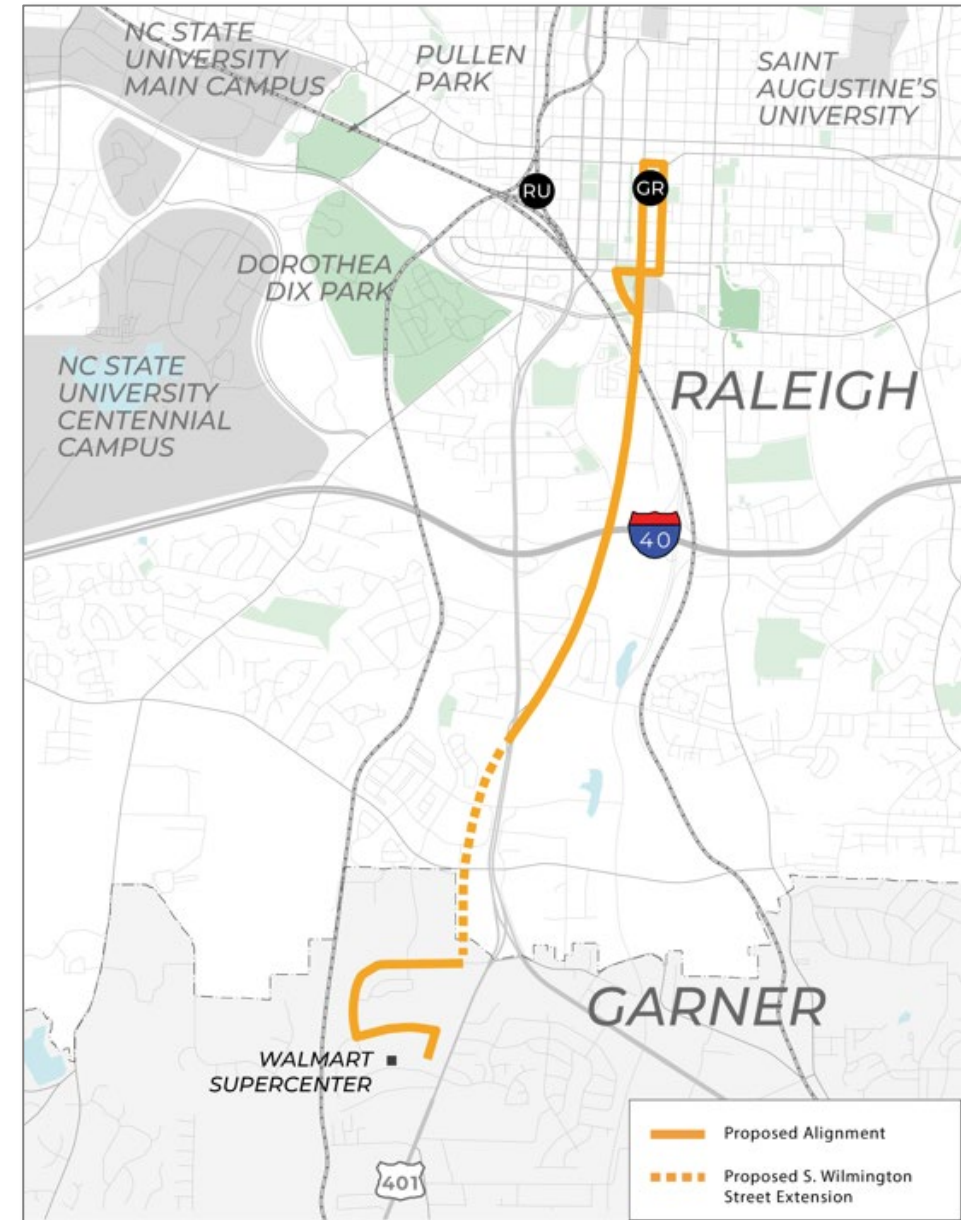 NC STATE
UNIVERSITY
MAIN CAMPUS
PULLEN
PARK
SAINT
AUGUSTINE'S
UNIVERSITY
RU
GR
DOROTHEA
DIX PARK
NC STATE
UNIVERSITY
CENTENNIAL
CAMPUS
RALEIGH
40
GARNER
WALMART
SUPERCENTER
401
Proposed Alignment
Proposed S. Wilmington
Street Extension